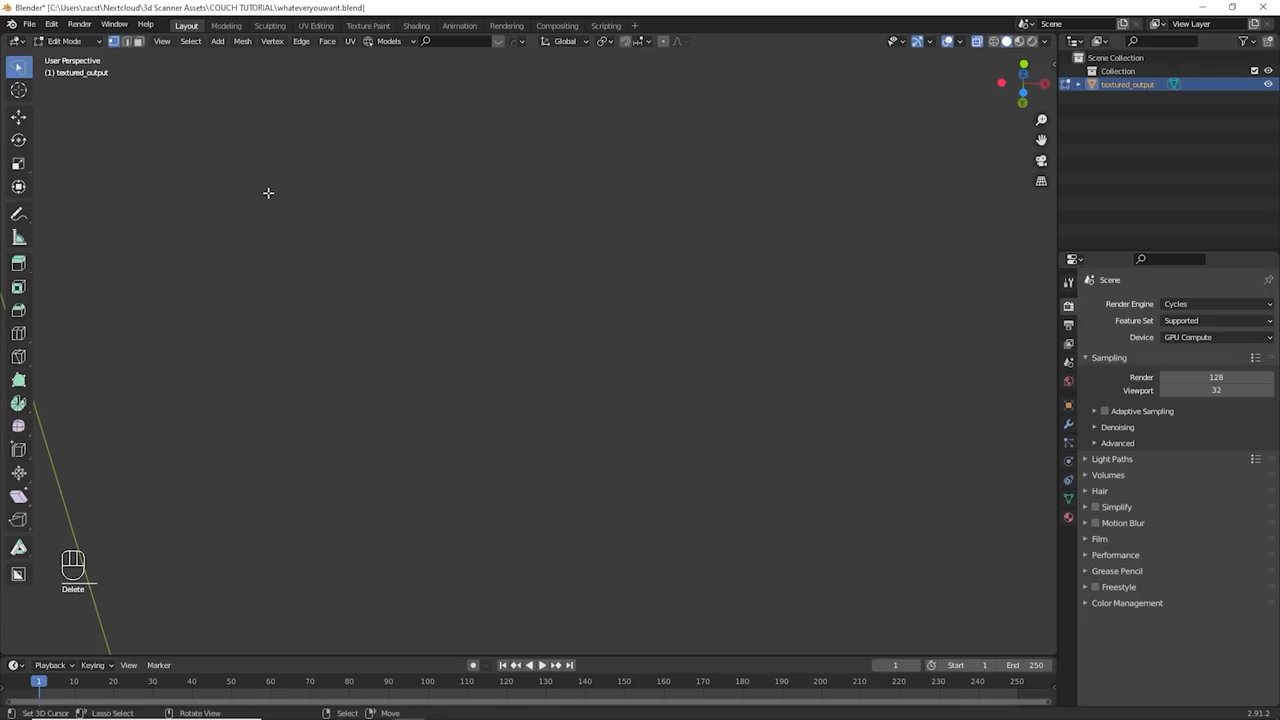 Blender* [C:\Users\zacst\Nextcloud\3d Scanner Assets\COUCH TUTORIAL\whateveryouwant.blend]
File Edit Render Window Help Layout Modeling Sculpting UV Editing Texture Paint Shading Animation Rendering Compositing Scripting + Scene View Layer
Edit Mode View Select Add Mesh Vertex Edge Face UV Models Global
User Perspective
(1) textured_output
Scene Collection
Collection
textured_output
Scene
Render Engine Cycles
Feature Set Supported
Device GPU Compute
Sampling
Render 128
Viewport 32
Adaptive Sampling
Denoising
Advanced
Light Paths
Volumes
Hair
Simplify
Motion Blur
Film
Performance
Grease Pencil
Freestyle
Color Management
Delete
Playback Keying View Marker 1 Start 1 End 250
1 10 20 30 40 50 60 70 80 90 100 110 120 130 140 150 160 170 180 190 200 210 220 230 240 250
Set 3D Cursor Lasso Select Rotate View Select Move 2.91.2